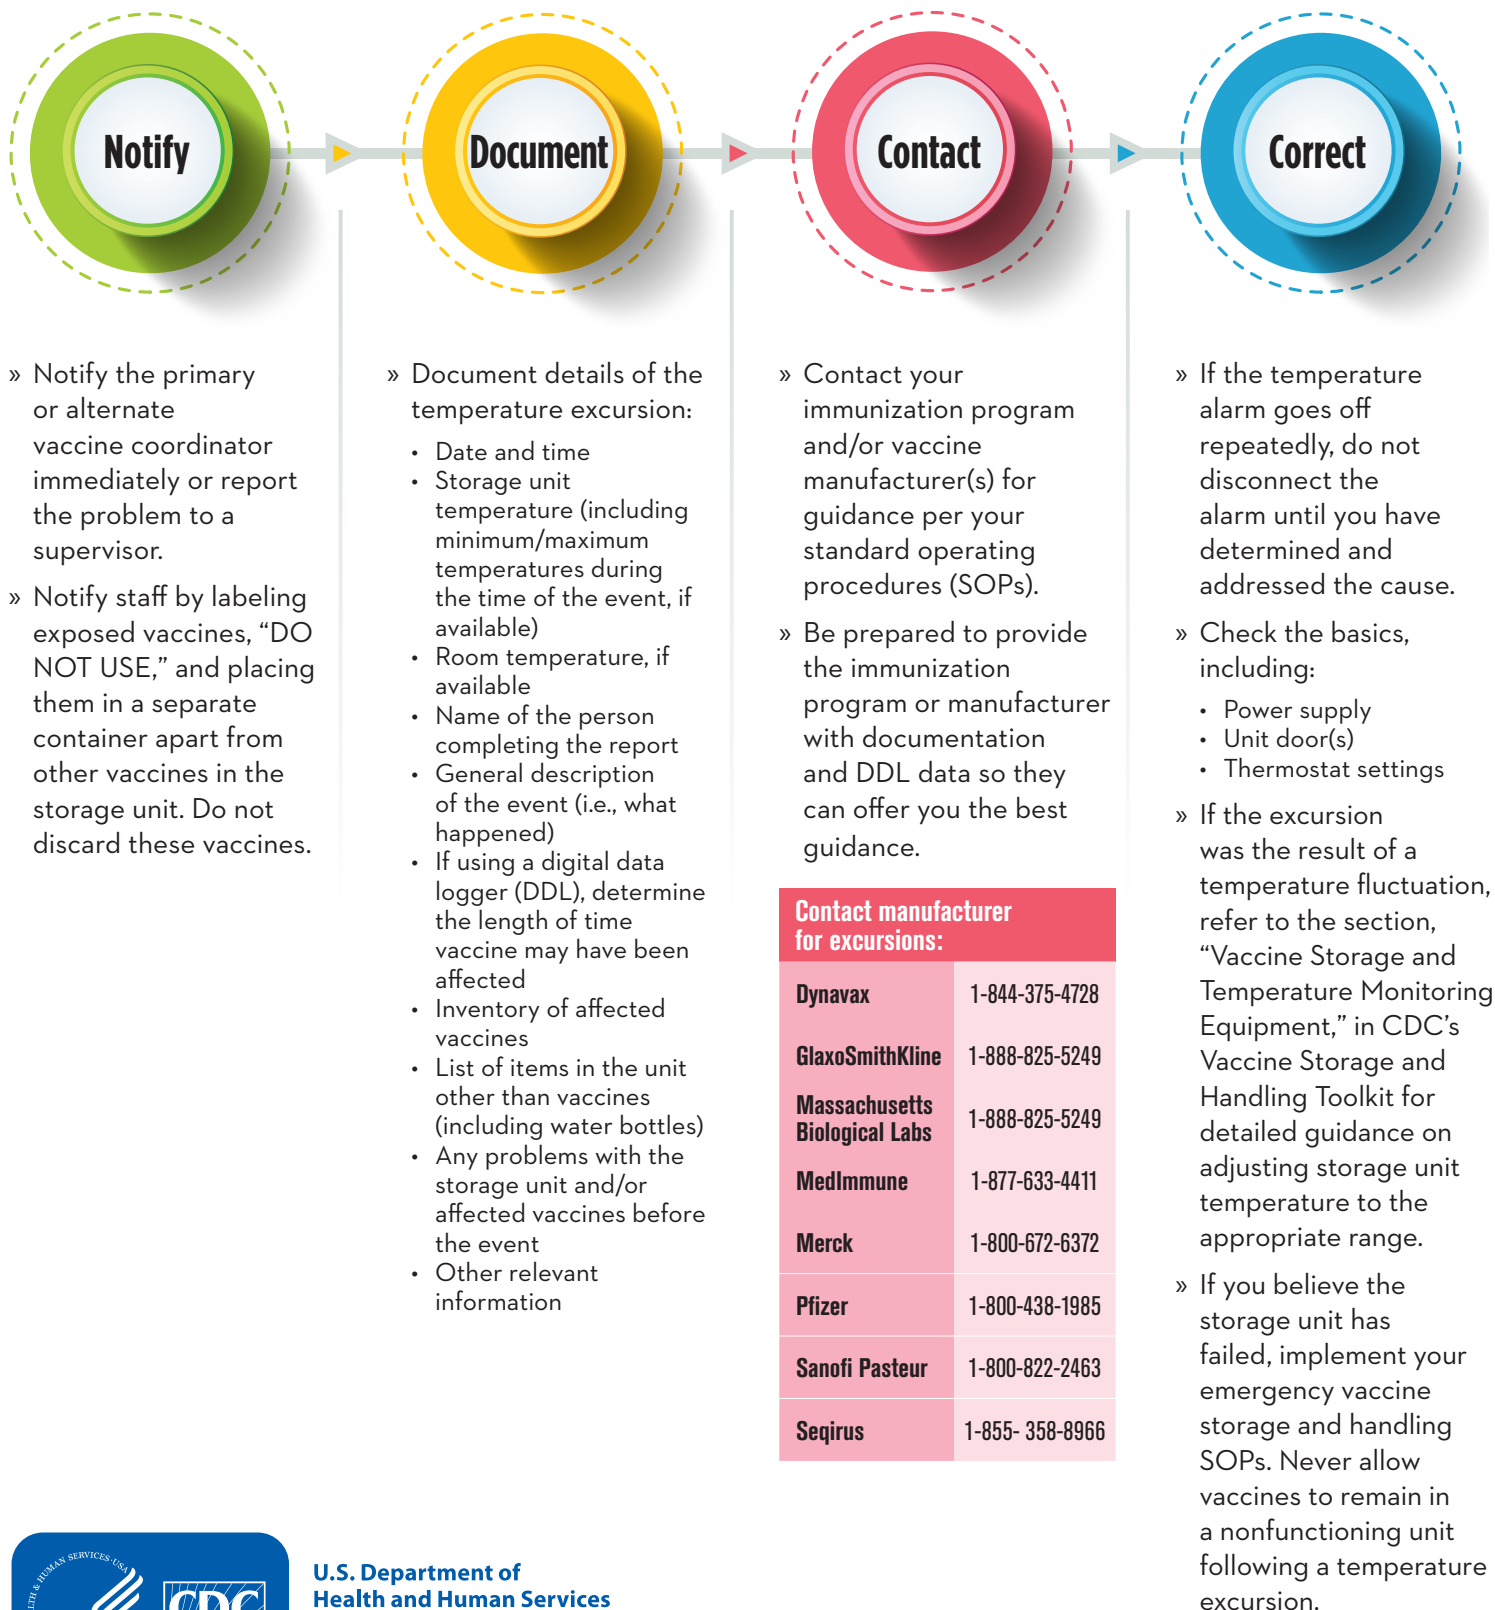 Notify
Document
Contact
Correct
» Notify the primary
or alternate
vaccine coordinator
immediately or report
the problem to a
supervisor.
» Notify staff by labeling
exposed vaccines, “DO
NOT USE,” and placing
them in a separate
container apart from
other vaccines in the
storage unit. Do not
discard these vaccines.
» Document details of the
temperature excursion:
• Date and time
• Storage unit
temperature (including
minimum/maximum
temperatures during
the time of the event, if
available)
• Room temperature, if
available
• Name of the person
completing the report
• General description
of the event (i.e., what
happened)
• If using a digital data
logger (DDL), determine
the length of time
vaccine may have been
affected
• Inventory of affected
vaccines
• List of items in the unit
other than vaccines
(including water bottles)
• Any problems with the
storage unit and/or
affected vaccines before
the event
• Other relevant
information
» Contact your
immunization program
and/or vaccine
manufacturer(s) for
guidance per your
standard operating
procedures (SOPs).
» Be prepared to provide
the immunization
program or manufacturer
with documentation
and DDL data so they
can offer you the best
guidance.
Contact manufacturer
for excursions:
Dynavax 1-844-375-4728
GlaxoSmithKline 1-888-825-5249
Massachusetts
Biological Labs 1-888-825-5249
MedImmune 1-877-633-4411
Merck 1-800-672-6372
Pfizer 1-800-438-1985
Sanofi Pasteur 1-800-822-2463
Seqirus 1-855- 358-8966
» If the temperature
alarm goes off
repeatedly, do not
disconnect the
alarm until you have
determined and
addressed the cause.
» Check the basics,
including:
• Power supply
• Unit door(s)
• Thermostat settings
» If the excursion
was the result of a
temperature fluctuation,
refer to the section,
“Vaccine Storage and
Temperature Monitoring
Equipment,” in CDC’s
Vaccine Storage and
Handling Toolkit for
detailed guidance on
adjusting storage unit
temperature to the
appropriate range.
» If you believe the
storage unit has
failed, implement your
emergency vaccine
storage and handling
SOPs. Never allow
vaccines to remain in
a nonfunctioning unit
following a temperature
excursion.
& HUMAN SERVICES·USA
CDC
U.S. Department of
Health and Human Services